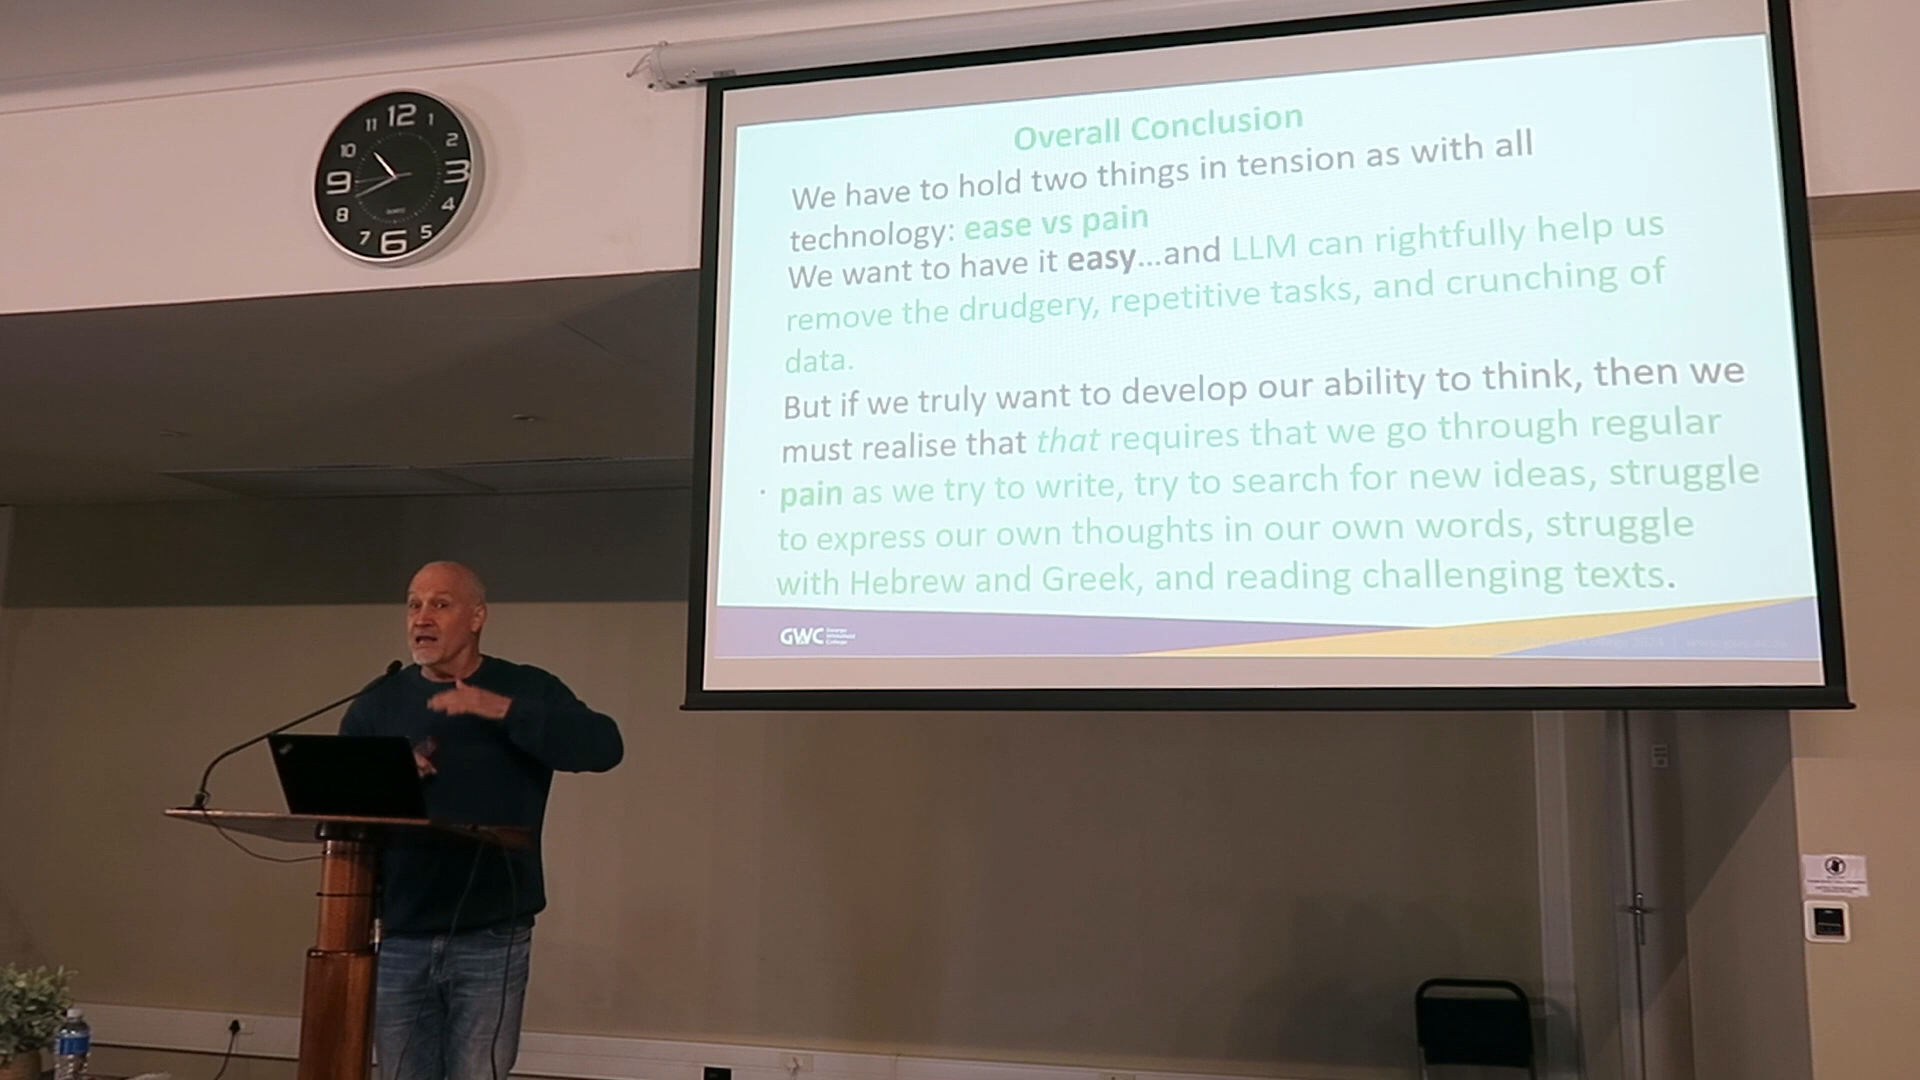 12
1
2
3
4
5
6
7
8
9
10
11
QUARTZ
Overall Conclusion
We have to hold two things in tension as with all
technology: ease vs pain
We want to have it easy...and LLM can rightfully help us
remove the drudgery, repetitive tasks, and crunching of
data.
But if we truly want to develop our ability to think, then we
must realise that that requires that we go through regular
pain as we try to write, try to search for new ideas, struggle
to express our own thoughts in our own words, struggle
with Hebrew and Greek, and reading challenging texts.
GWC